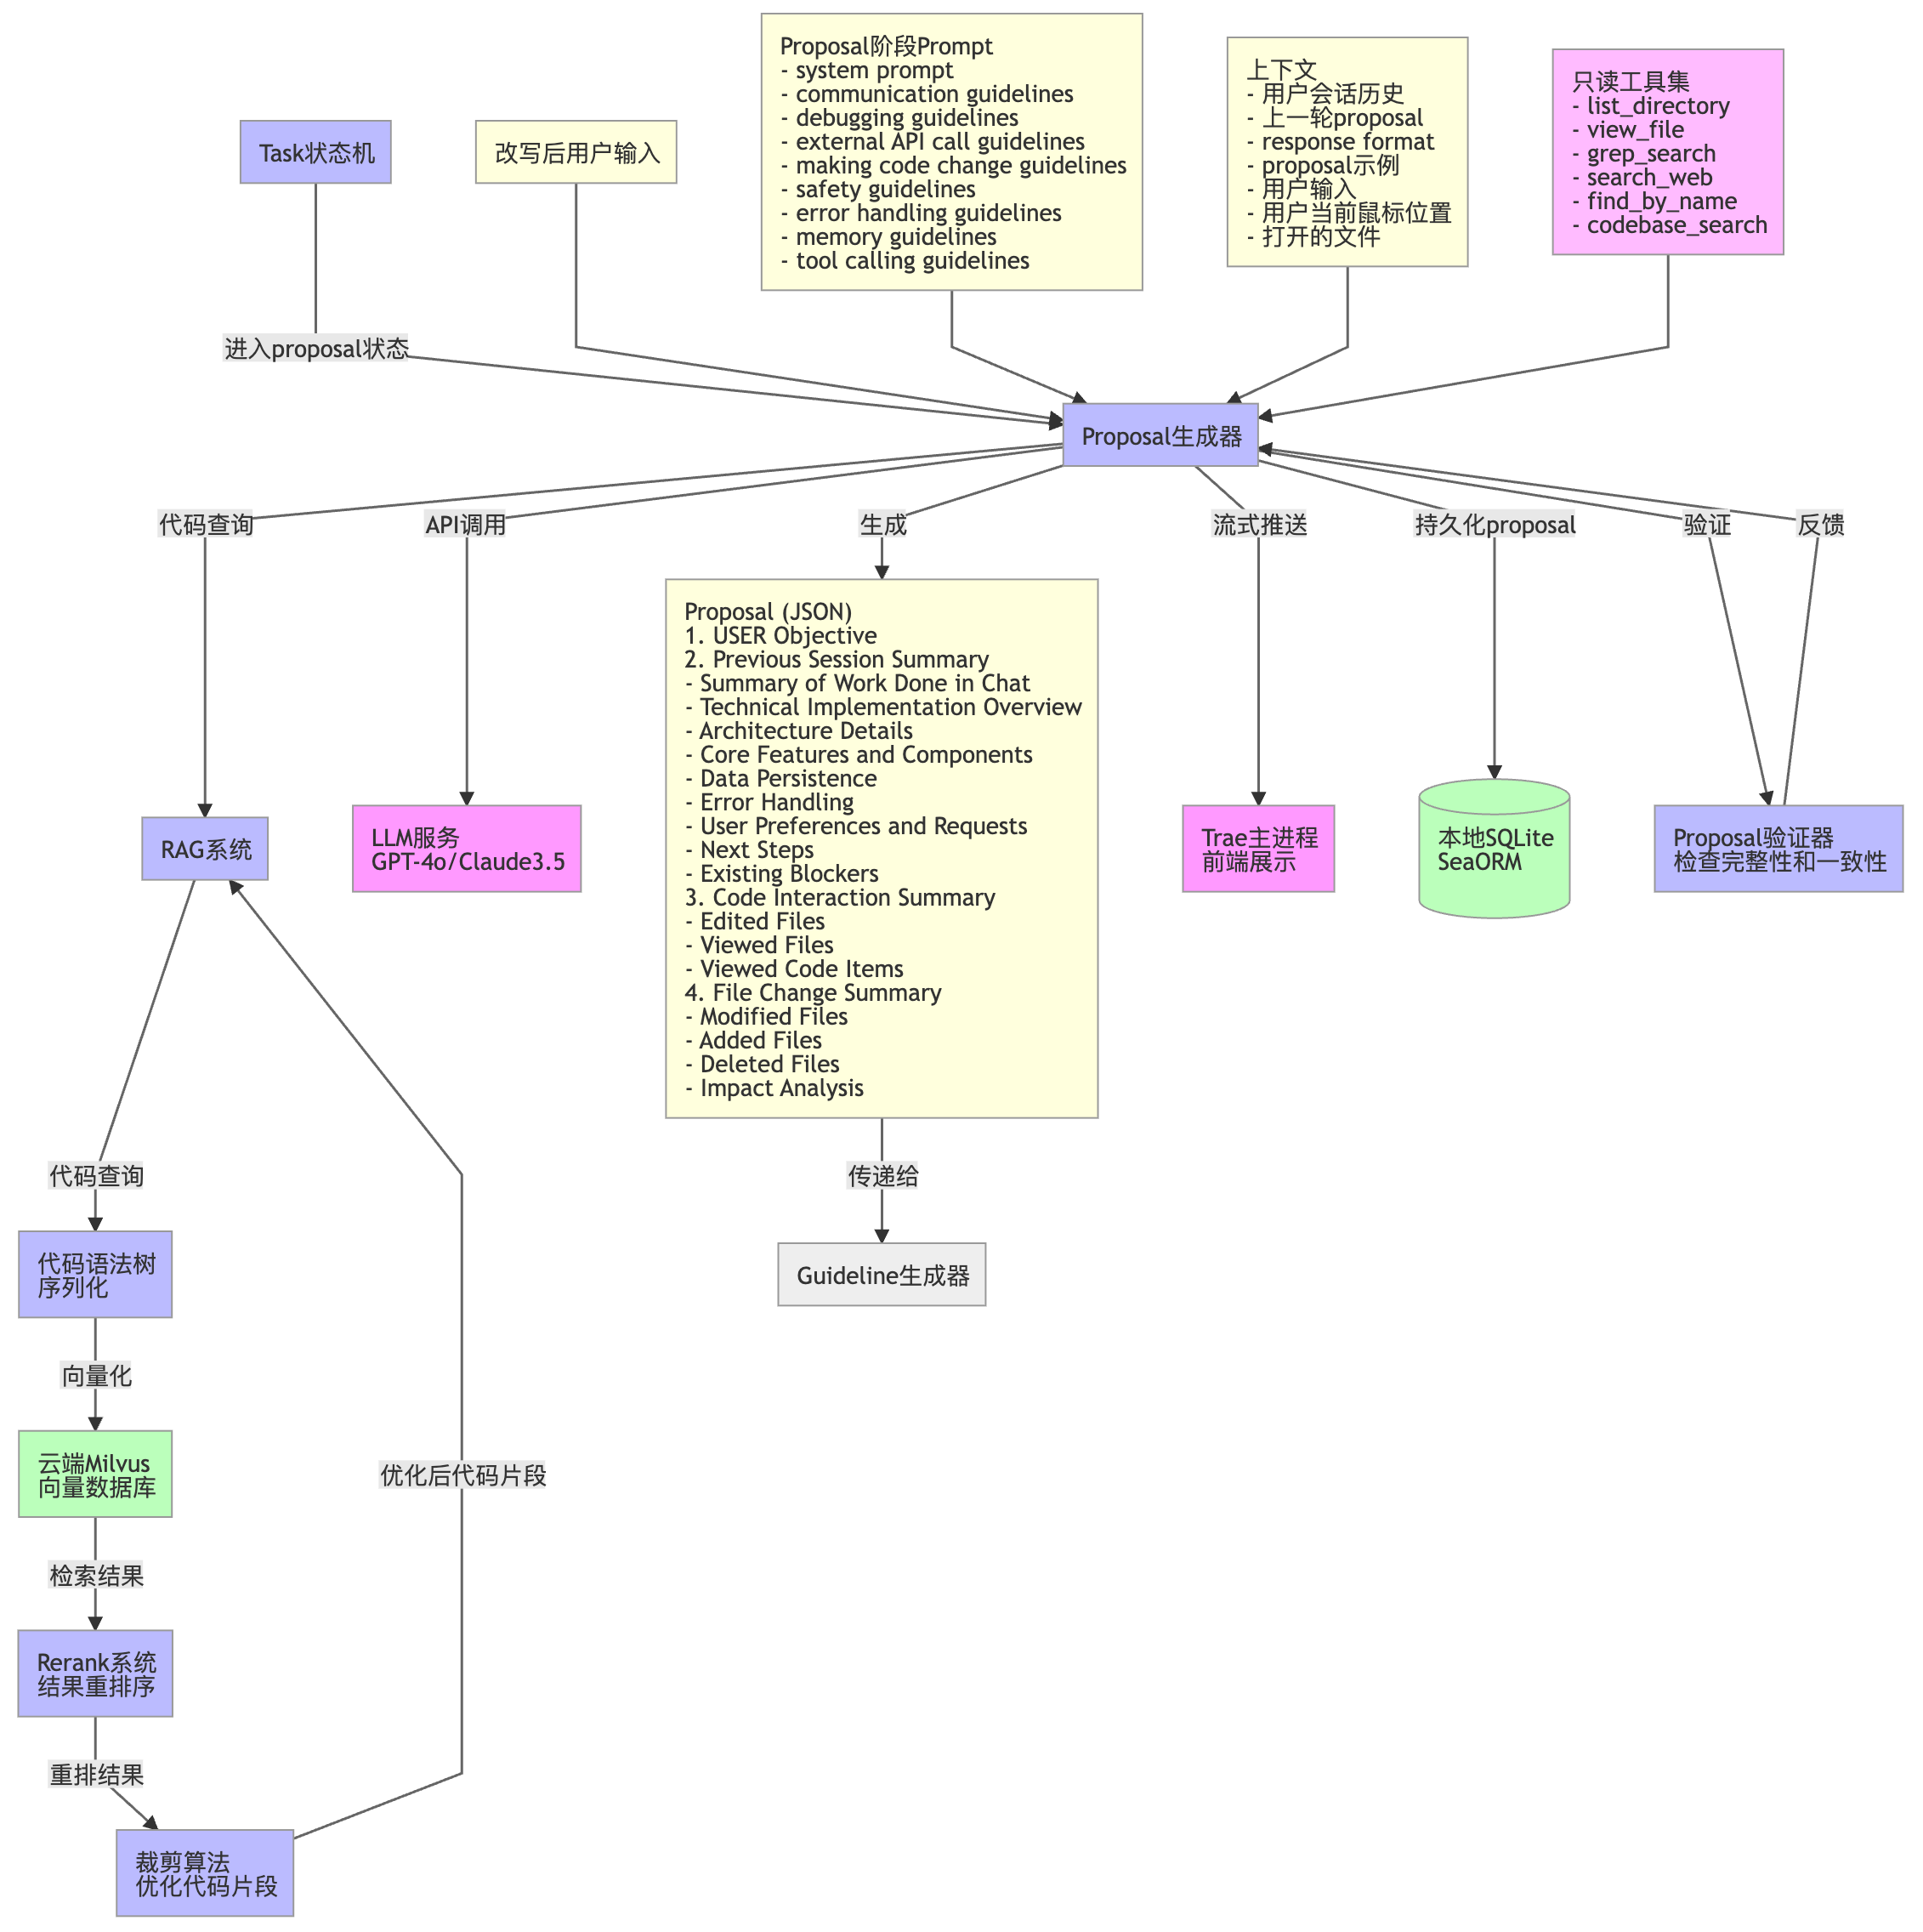 Task状态机
改写后用户输入
Proposal阶段Prompt
- system prompt
- communication guidelines
- debugging guidelines
- external API call guidelines
- making code change guidelines
- safety guidelines
- error handling guidelines
- memory guidelines
- tool calling guidelines
上下文
- 用户会话历史
- 上一轮proposal
- response format
- proposal示例
- 用户输入
- 用户当前鼠标位置
- 打开的文件
只读工具集
- list_directory
- view_file
- grep_search
- search_web
- find_by_name
- codebase_search
进入proposal状态
Proposal生成器
代码查询
API调用
生成
流式推送
持久化proposal
验证
反馈
RAG系统
LLM服务
GPT-4o/Claude3.5
Proposal (JSON)
1. USER Objective
2. Previous Session Summary
- Summary of Work Done in Chat
- Technical Implementation Overview
- Architecture Details
- Core Features and Components
- Data Persistence
- Error Handling
- User Preferences and Requests
- Next Steps
- Existing Blockers
3. Code Interaction Summary
- Edited Files
- Viewed Files
- Viewed Code Items
4. File Change Summary
- Modified Files
- Added Files
- Deleted Files
- Impact Analysis
Trae主进程
前端展示
本地SQLite
SeaORM
Proposal验证器
检查完整性和一致性
代码查询
传递给
代码语法树
序列化
Guideline生成器
向量化
云端Milvus
向量数据库
优化后代码片段
检索结果
Rerank系统
结果重排序
重排结果
裁剪算法
优化代码片段